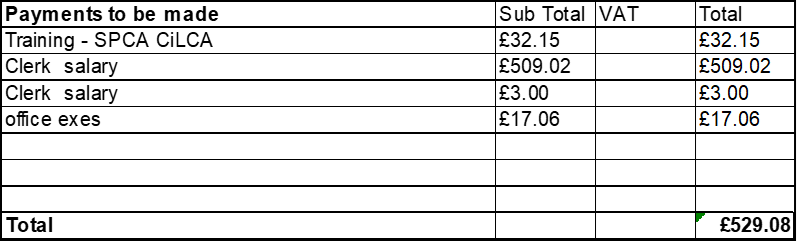 Payments to be made Sub Total VAT Total
Training - SPCA CiLCA £32.15 £32.15
Clerk salary £509.02 £509.02
Clerk salary £3.00 £3.00
office exes £17.06 £17.06
Total £529.08